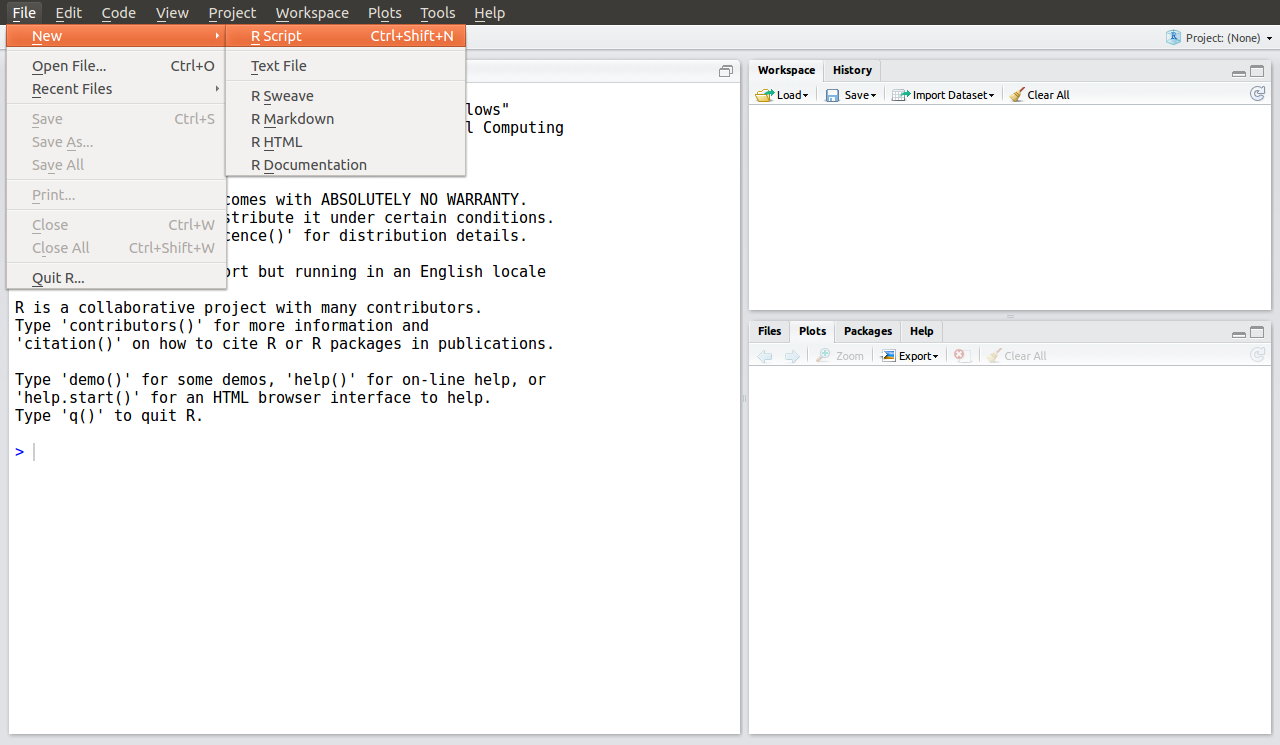 File Edit Code View Project Workspace Plots Tools Help
New
R Script Ctrl+Shift+N
Project: (None)
Open File... Ctrl+O
Recent Files
Save Ctrl+S
Save As...
Save All
Print...
Close Ctrl+W
Close All Ctrl+Shift+W
Quit R...
Text File
R Sweave
R Markdown
R HTML
R Documentation
lows"
l Computing
comes with ABSOLUTELY NO WARRANTY.
stribute it under certain conditions.
cence()' for distribution details.
ort but running in an English locale
R is a collaborative project with many contributors.
Type 'contributors()' for more information and
'citation()' on how to cite R or R packages in publications.
Type 'demo()' for some demos, 'help()' for on-line help, or
'help.start()' for an HTML browser interface to help.
Type 'q()' to quit R.
>
Workspace History
Load Save Import Dataset Clear All
Files Plots Packages Help
Zoom Export Clear All